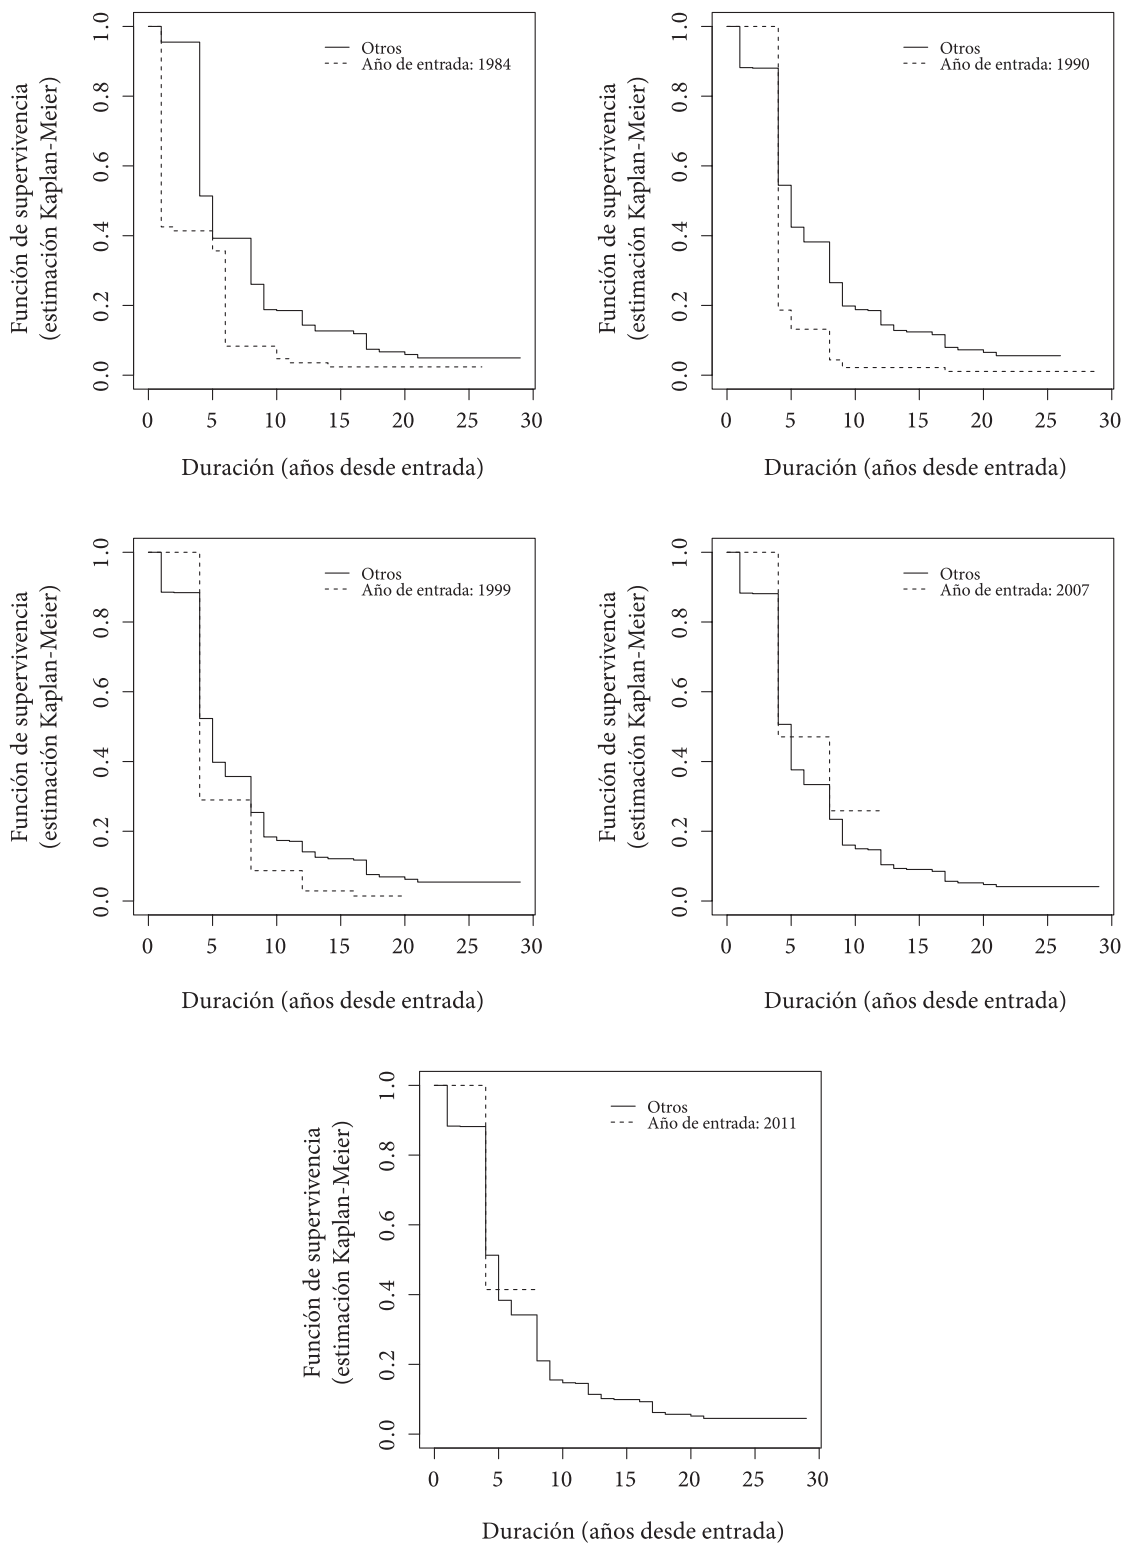 Función de supervivencia
(estimación Kaplan-Meier)
1.0
0.8
0.6
0.4
0.2
0.0
Otros
Año de entrada: 1984
0 5 10 15 20 25 30
Duración (años desde entrada)
Función de supervivencia
(estimación Kaplan-Meier)
1.0
0.8
0.6
0.4
0.2
0.0
Otros
Año de entrada: 1990
0 5 10 15 20 25 30
Duración (años desde entrada)
Función de supervivencia
(estimación Kaplan-Meier)
1.0
0.8
0.6
0.4
0.2
0.0
Otros
Año de entrada: 1999
0 5 10 15 20 25 30
Duración (años desde entrada)
Función de supervivencia
(estimación Kaplan-Meier)
1.0
0.8
0.6
0.4
0.2
0.0
Otros
Año de entrada: 2007
0 5 10 15 20 25 30
Duración (años desde entrada)
Función de supervivencia
(estimación Kaplan-Meier)
1.0
0.8
0.6
0.4
0.2
0.0
Otros
Año de entrada: 2011
0 5 10 15 20 25 30
Duración (años desde entrada)